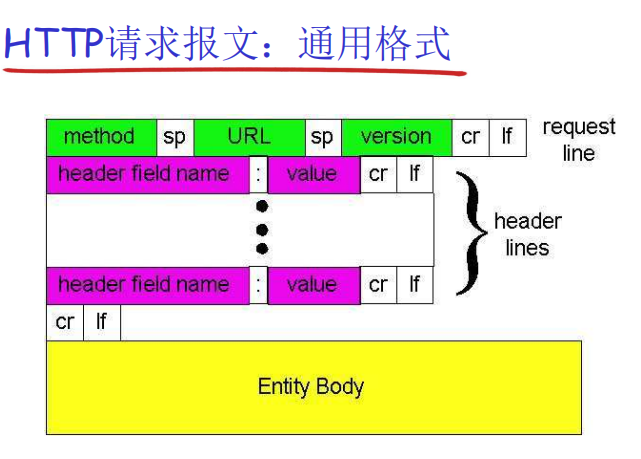 HTTP请求报文：通用格式
method sp URL sp version cr lf request line
header field name : value cr lf
header lines
header field name : value cr lf
cr lf
Entity Body